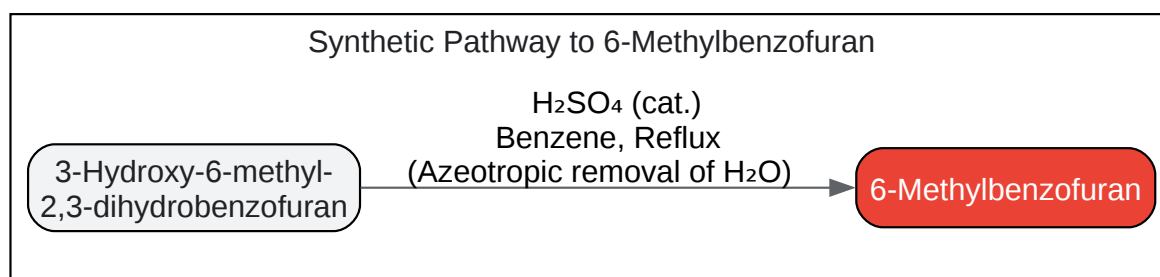 Synthetic Pathway to 6-Methylbenzofuran
H₂SO₄ (cat.)
Benzene, Reflux
(Azeotropic removal of H₂O)
3-Hydroxy-6-methyl-
2,3-dihydrobenzofuran
6-Methylbenzofuran